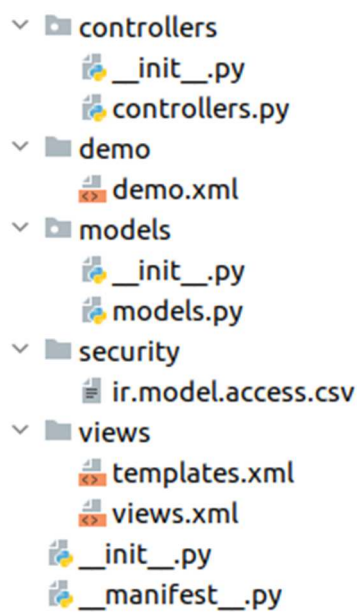 controllers
__init__.py
controllers.py
demo
demo.xml
models
__init__.py
models.py
security
ir.model.access.csv
views
templates.xml
views.xml
__init__.py
__manifest__.py